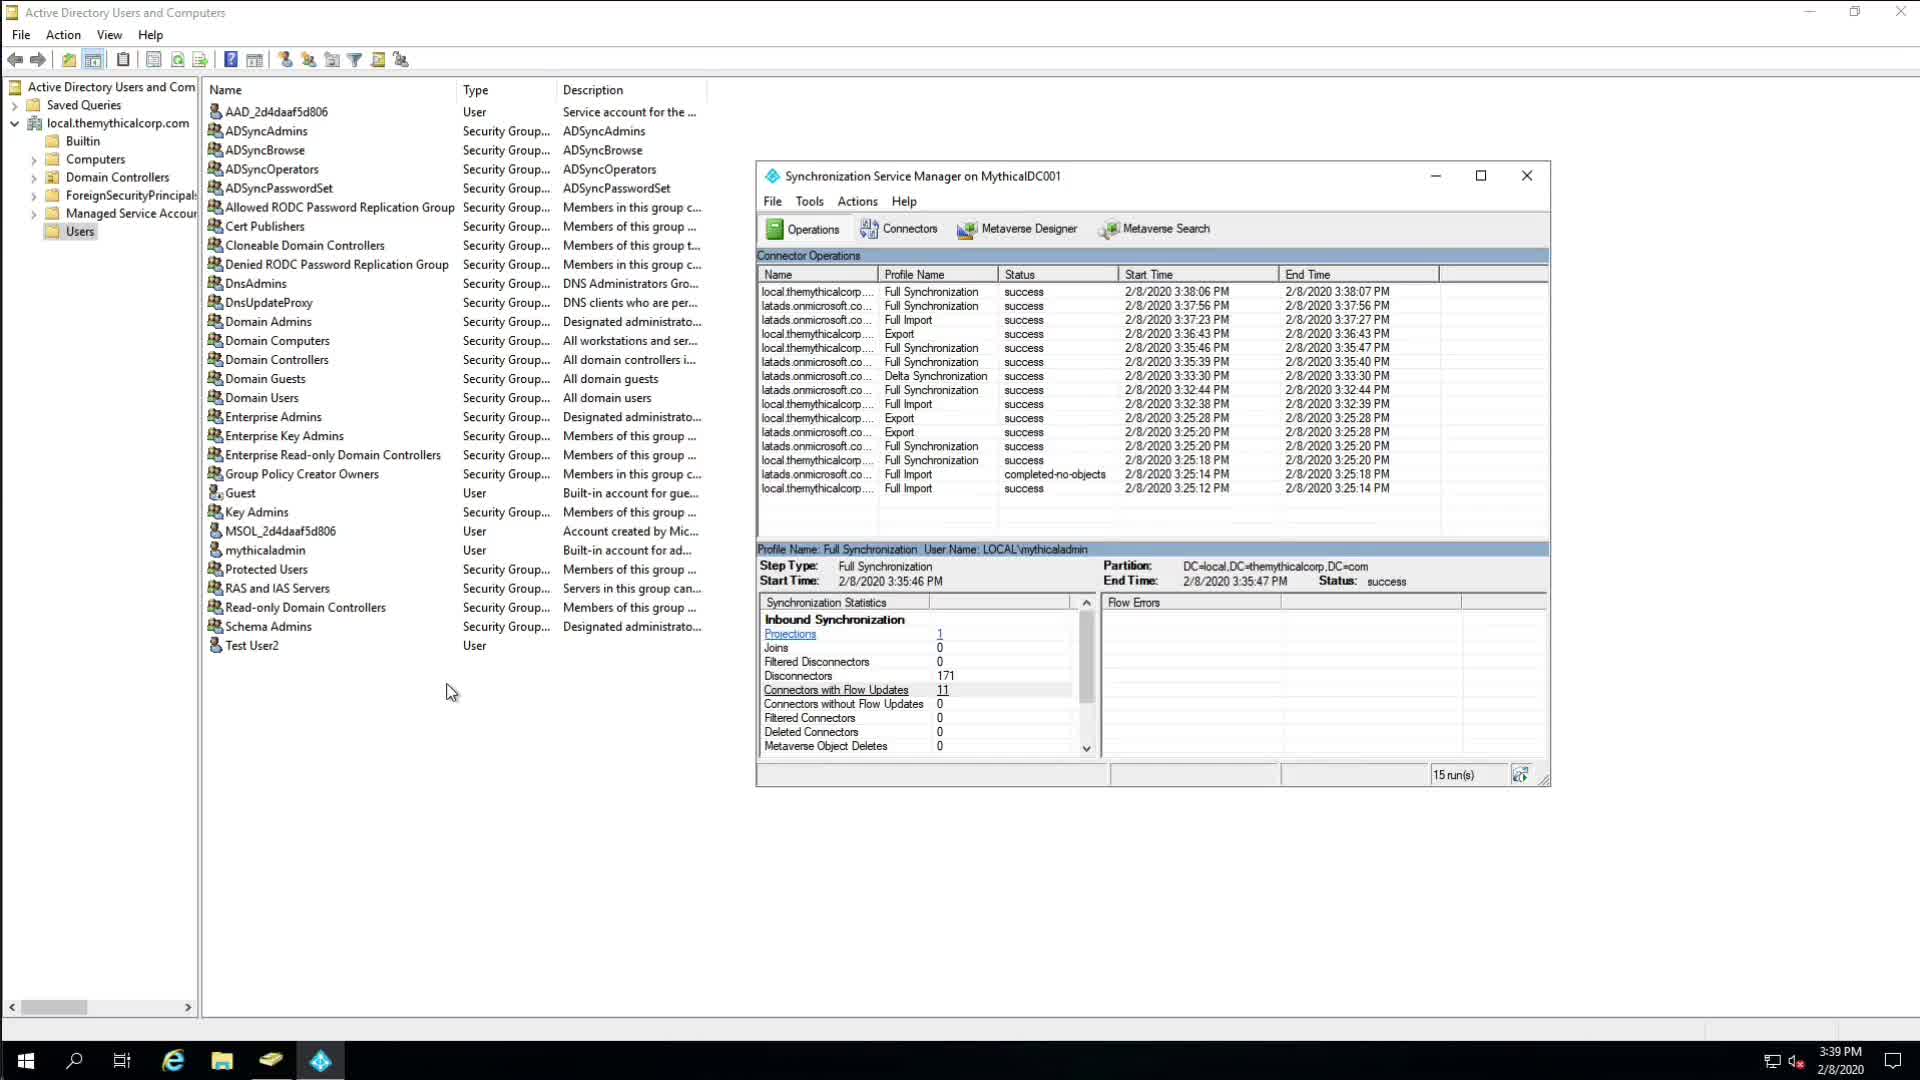 Active Directory Users and Computers
File Action View Help
Active Directory Users and Com
Saved Queries
local.themythicalcorp.com
Builtin
Computers
Domain Controllers
ForeignSecurityPrincipals
Managed Service Accour
Users
Name Type Description
AAD_2d4daaf5d806 User Service account for the ...
ADSyncAdmins Security Group... ADSyncAdmins
ADSyncBrowse Security Group... ADSyncBrowse
ADSyncOperators Security Group... ADSyncOperators
ADSyncPasswordSet Security Group... ADSyncPasswordSet
Allowed RODC Password Replication Group Security Group... Members in this group c...
Cert Publishers Security Group... Members of this group ...
Cloneable Domain Controllers Security Group... Members of this group t...
Denied RODC Password Replication Group Security Group... Members in this group c...
DnsAdmins Security Group... DNS Administrators Gro...
DnsUpdateProxy Security Group... DNS clients who are per...
Domain Admins Security Group... Designated administrato...
Domain Computers Security Group... All workstations and ser...
Domain Controllers Security Group... All domain controllers i...
Domain Guests Security Group... All domain guests
Domain Users Security Group... All domain users
Enterprise Admins Security Group... Designated administrato...
Enterprise Key Admins Security Group... Members of this group ...
Enterprise Read-only Domain Controllers Security Group... Members of this group ...
Group Policy Creator Owners Security Group... Members in this group c...
Guest User Built-in account for gue...
Key Admins Security Group... Members of this group ...
MSOL_2d4daaf5d806 User Account created by Mic...
mythicaladmin User Built-in account for ad...
Protected Users Security Group... Members of this group ...
RAS and IAS Servers Security Group... Servers in this group can...
Read-only Domain Controllers Security Group... Members of this group ...
Schema Admins Security Group... Designated administrato...
Test User2 User
Synchronization Service Manager on MythicalDC001
File Tools Actions Help
Operations Connectors Metaverse Designer Metaverse Search
Connector Operations
Name Profile Name Status Start Time End Time
local.themythicalcorp.... Full Synchronization success 2/8/2020 3:38:06 PM 2/8/2020 3:38:07 PM
latads.onmicrosoft.co... Full Synchronization success 2/8/2020 3:37:56 PM 2/8/2020 3:37:56 PM
latads.onmicrosoft.co... Full Import success 2/8/2020 3:37:23 PM 2/8/2020 3:37:27 PM
local.themythicalcorp.... Export success 2/8/2020 3:36:43 PM 2/8/2020 3:36:43 PM
local.themythicalcorp.... Full Synchronization success 2/8/2020 3:35:46 PM 2/8/2020 3:35:47 PM
latads.onmicrosoft.co... Full Synchronization success 2/8/2020 3:35:39 PM 2/8/2020 3:35:40 PM
latads.onmicrosoft.co... Delta Synchronization success 2/8/2020 3:33:30 PM 2/8/2020 3:33:30 PM
latads.onmicrosoft.co... Full Synchronization success 2/8/2020 3:32:44 PM 2/8/2020 3:32:44 PM
local.themythicalcorp.... Full Import success 2/8/2020 3:32:38 PM 2/8/2020 3:32:39 PM
local.themythicalcorp.... Export success 2/8/2020 3:25:28 PM 2/8/2020 3:25:28 PM
latads.onmicrosoft.co... Export success 2/8/2020 3:25:20 PM 2/8/2020 3:25:28 PM
latads.onmicrosoft.co... Full Synchronization success 2/8/2020 3:25:20 PM 2/8/2020 3:25:20 PM
local.themythicalcorp.... Full Synchronization success 2/8/2020 3:25:18 PM 2/8/2020 3:25:20 PM
latads.onmicrosoft.co... Full Import completed-no-objects 2/8/2020 3:25:14 PM 2/8/2020 3:25:18 PM
local.themythicalcorp.... Full Import success 2/8/2020 3:25:12 PM 2/8/2020 3:25:14 PM
Profile Name: Full Synchronization User Name: LOCAL\mythicaladmin
Step Type: Full Synchronization Partition: DC=local,DC=themythicalcorp,DC=com
Start Time: 2/8/2020 3:35:46 PM End Time: 2/8/2020 3:35:47 PM Status: success
Synchronization Statistics Flow Errors
Inbound Synchronization
Projections 1
Joins 0
Filtered Disconnectors 0
Disconnectors 171
Connectors with Flow Updates 11
Connectors without Flow Updates 0
Filtered Connectors 0
Deleted Connectors 0
Metaverse Object Deletes 0
15 run(s)
3:39 PM
2/8/2020